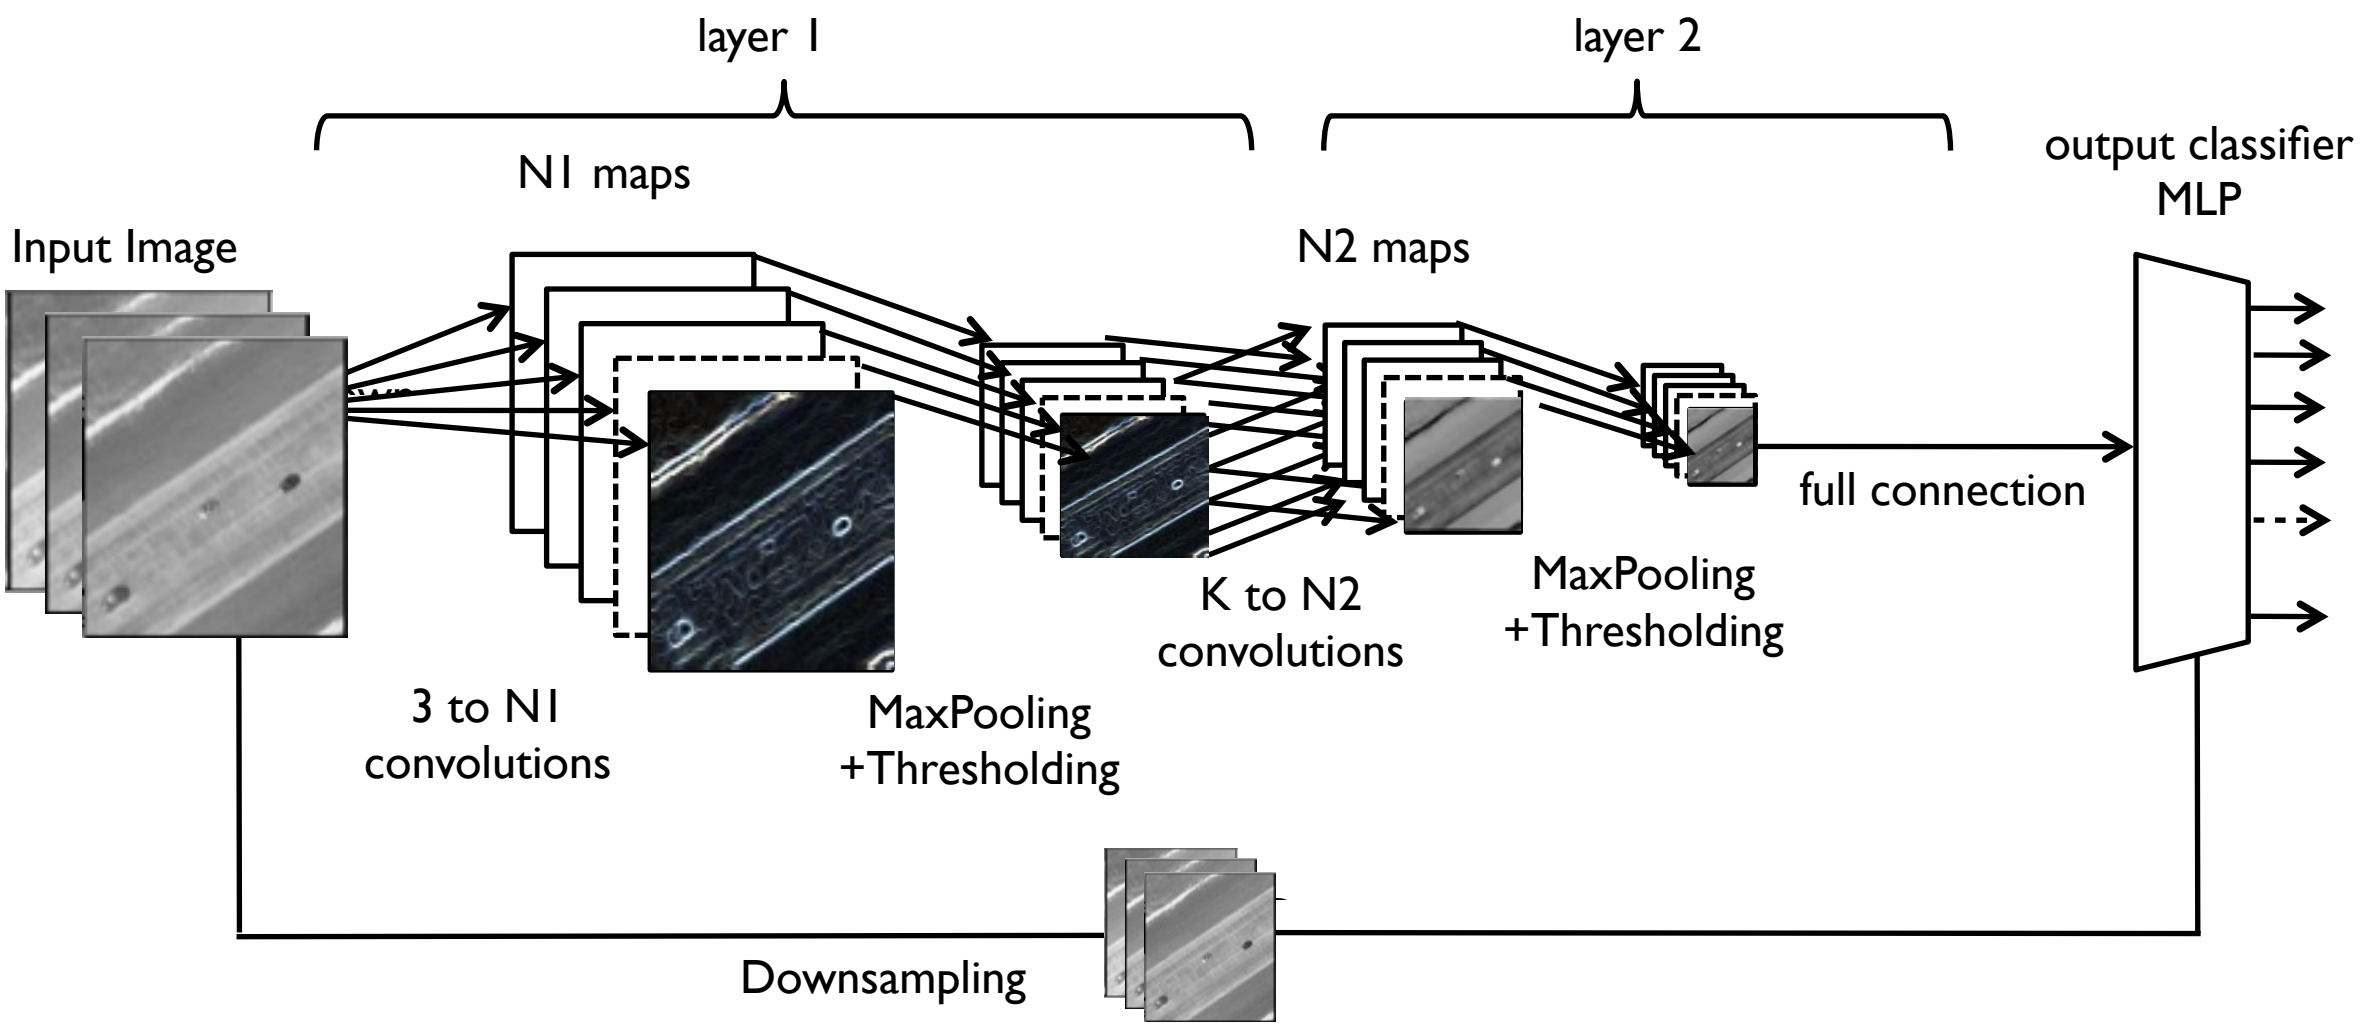 layer 1
layer 2
output classifier
MLP
N1 maps
Input Image
N2 maps
full connection
K to N2
convolutions
MaxPooling
+Thresholding
3 to N1
convolutions
MaxPooling
+Thresholding
Downsampling